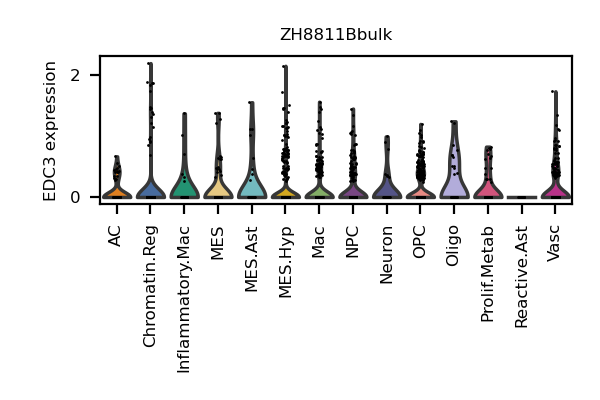 ZH8811Bbulk
EDC3 expression
2
0
AC
Chromatin.Reg
Inflammatory.Mac
MES
MES.Ast
MES.Hyp
Mac
NPC
Neuron
OPC
Oligo
Prolif.Metab
Reactive.Ast
Vasc